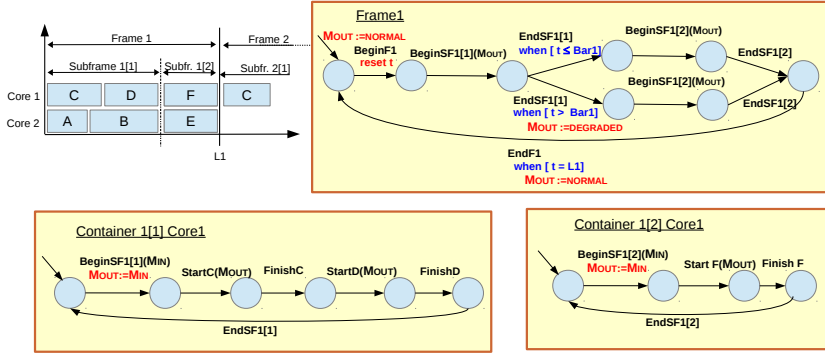 Frame 1
Frame 2
Subframe 1[1]
Subfr. 1[2]
Subfr. 2[1]
Core 1
C
D
F
C
Core 2
A
B
E
L1
Frame1
MOUT :=NORMAL
BeginF1
reset t
BeginSF1[1](MOUT)
EndSF1[1]
when [ t ≤ Bar1]
BeginSF1[2](MOUT)
EndSF1[2]
BeginSF1[2](MOUT)
EndSF1[1]
when [ t > Bar1]
MOUT :=DEGRADED
EndSF1[2]
EndF1
when [ t = L1]
MOUT :=NORMAL
Container 1[1] Core1
BeginSF1[1](MIN)
MOUT:=MIN
StartC(MOUT)
FinishC
StartD(MOUT)
FinishD
EndSF1[1]
Container 1[2] Core1
BeginSF1[2](MIN)
MOUT:=MIN
Start F(MOUT)
Finish F
EndSF1[2]